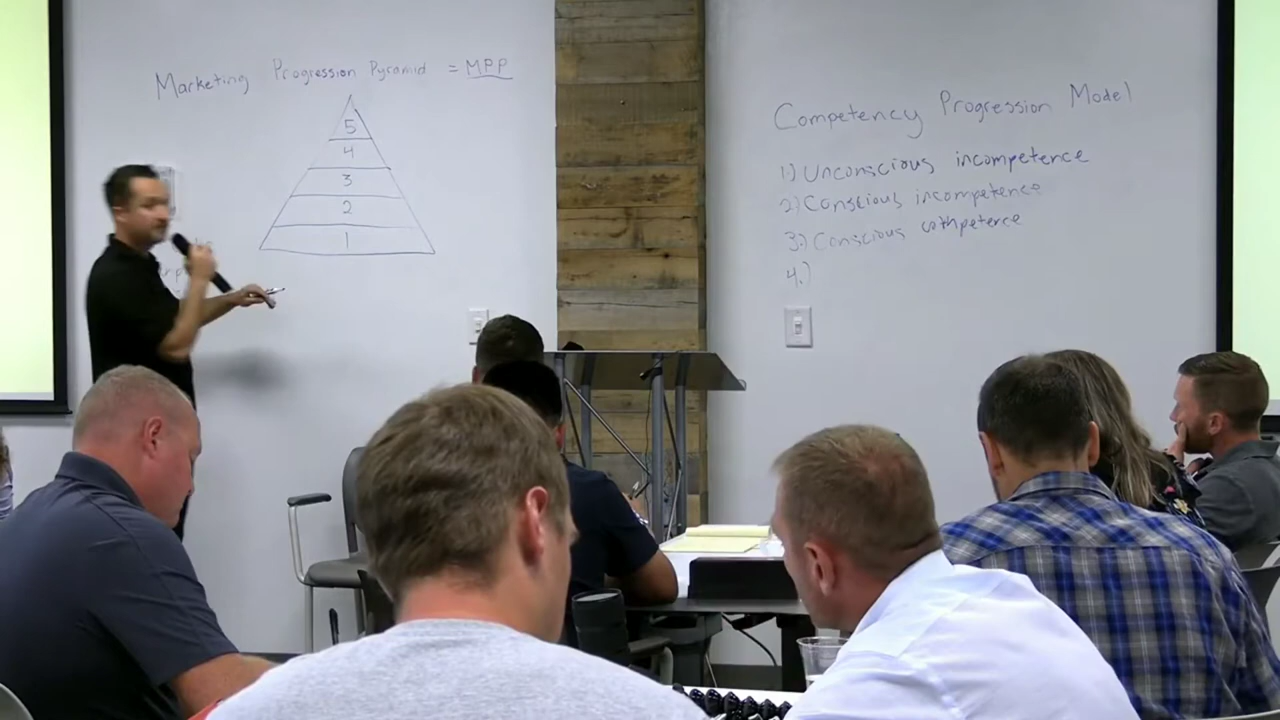 Marketing Progression Pyramid = MPP
5
4
3
2
1
Competency Progression Model
1.) Unconscious incompetence
2) Conscious incompetence
3.) Conscious competence
4.)